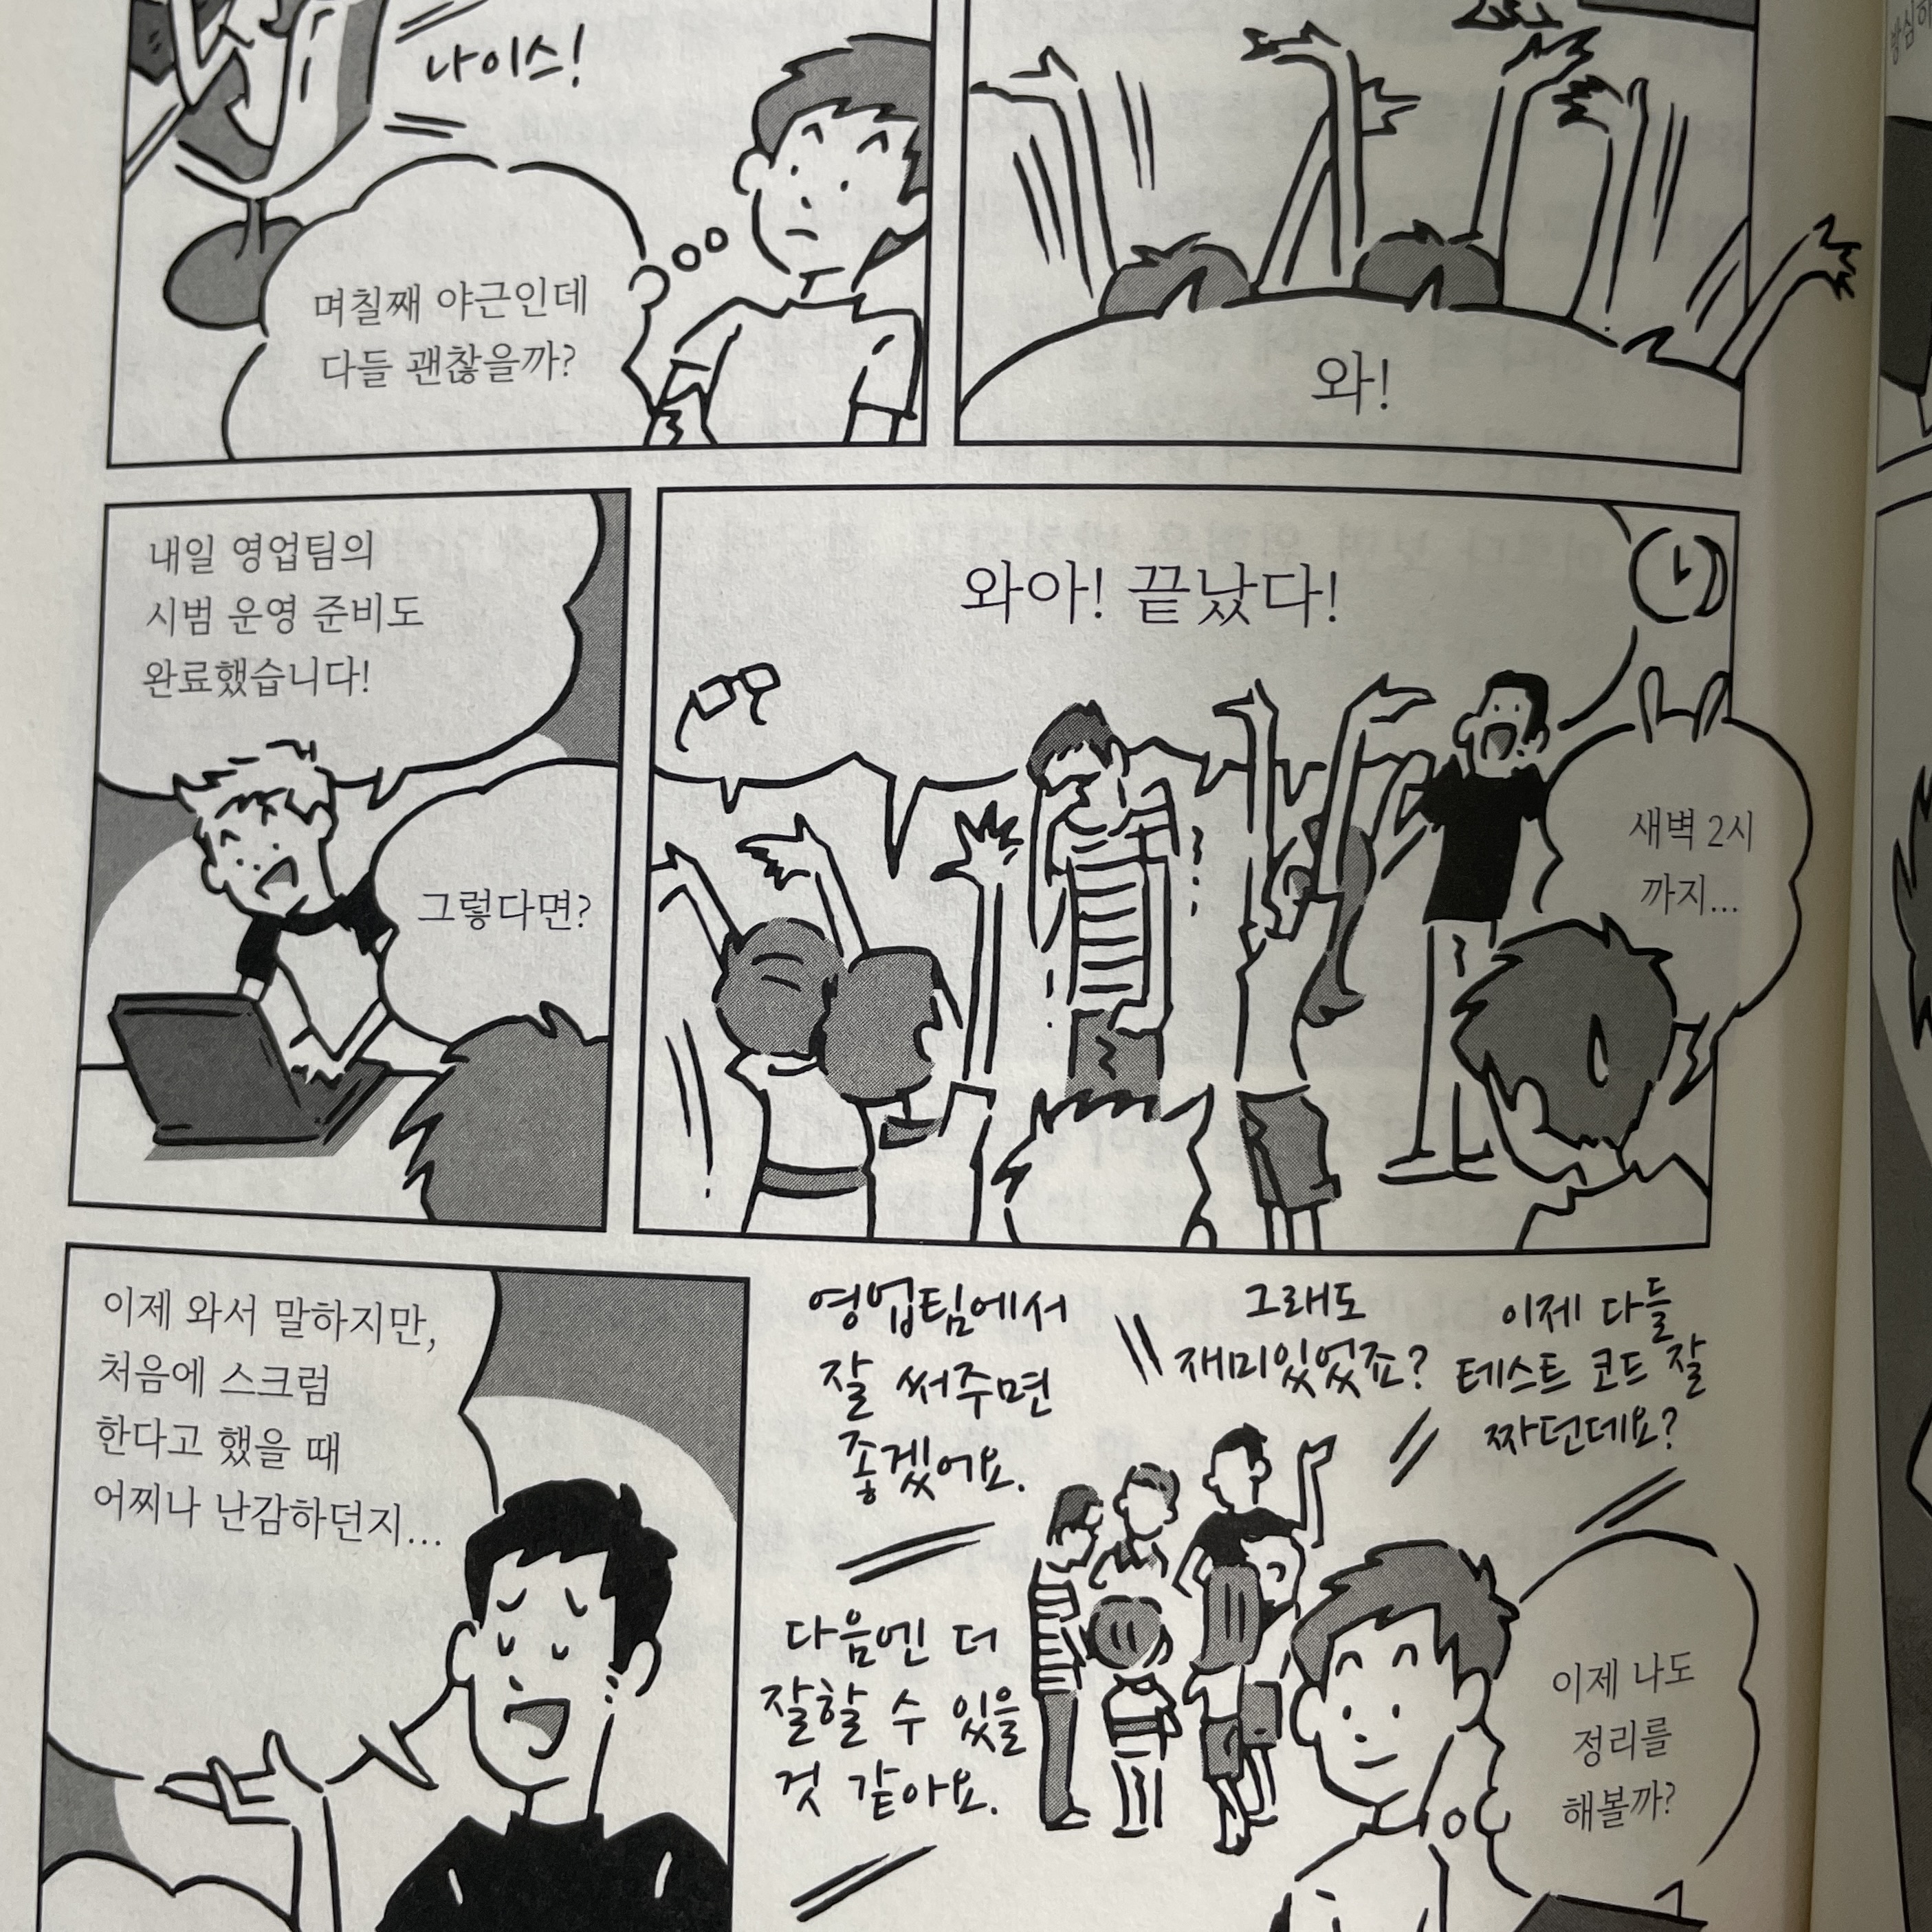 나이스!
며칠째 야근인데
다들 괜찮을까?
와!
내일 영업팀의
시범 운영 준비도
완료했습니다!
그렇다면?
와아! 끝났다!
새벽 2시
까지...
이제 와서 말하지만,
처음에 스크럼
한다고 했을 때
어찌나 난감하던지...
영업팀에서
잘 써주면
좋겠어요.
그래도
재미있었죠?
이제 다들
테스트 코드 잘
짜던데요?
다음엔 더
잘할 수 있을
것 같아요.
이제 나도
정리를
해볼까?